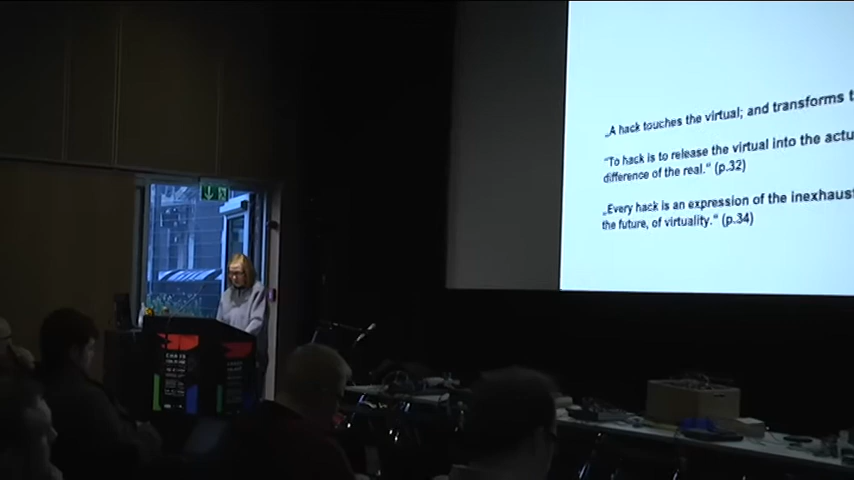 „A hack touches the virtual; and transforms t
“To hack is to release the virtual into the actu
difference of the real.” (p.32)
„Every hack is an expression of the inexhaus
the future, of virtuality.“ (p.34)